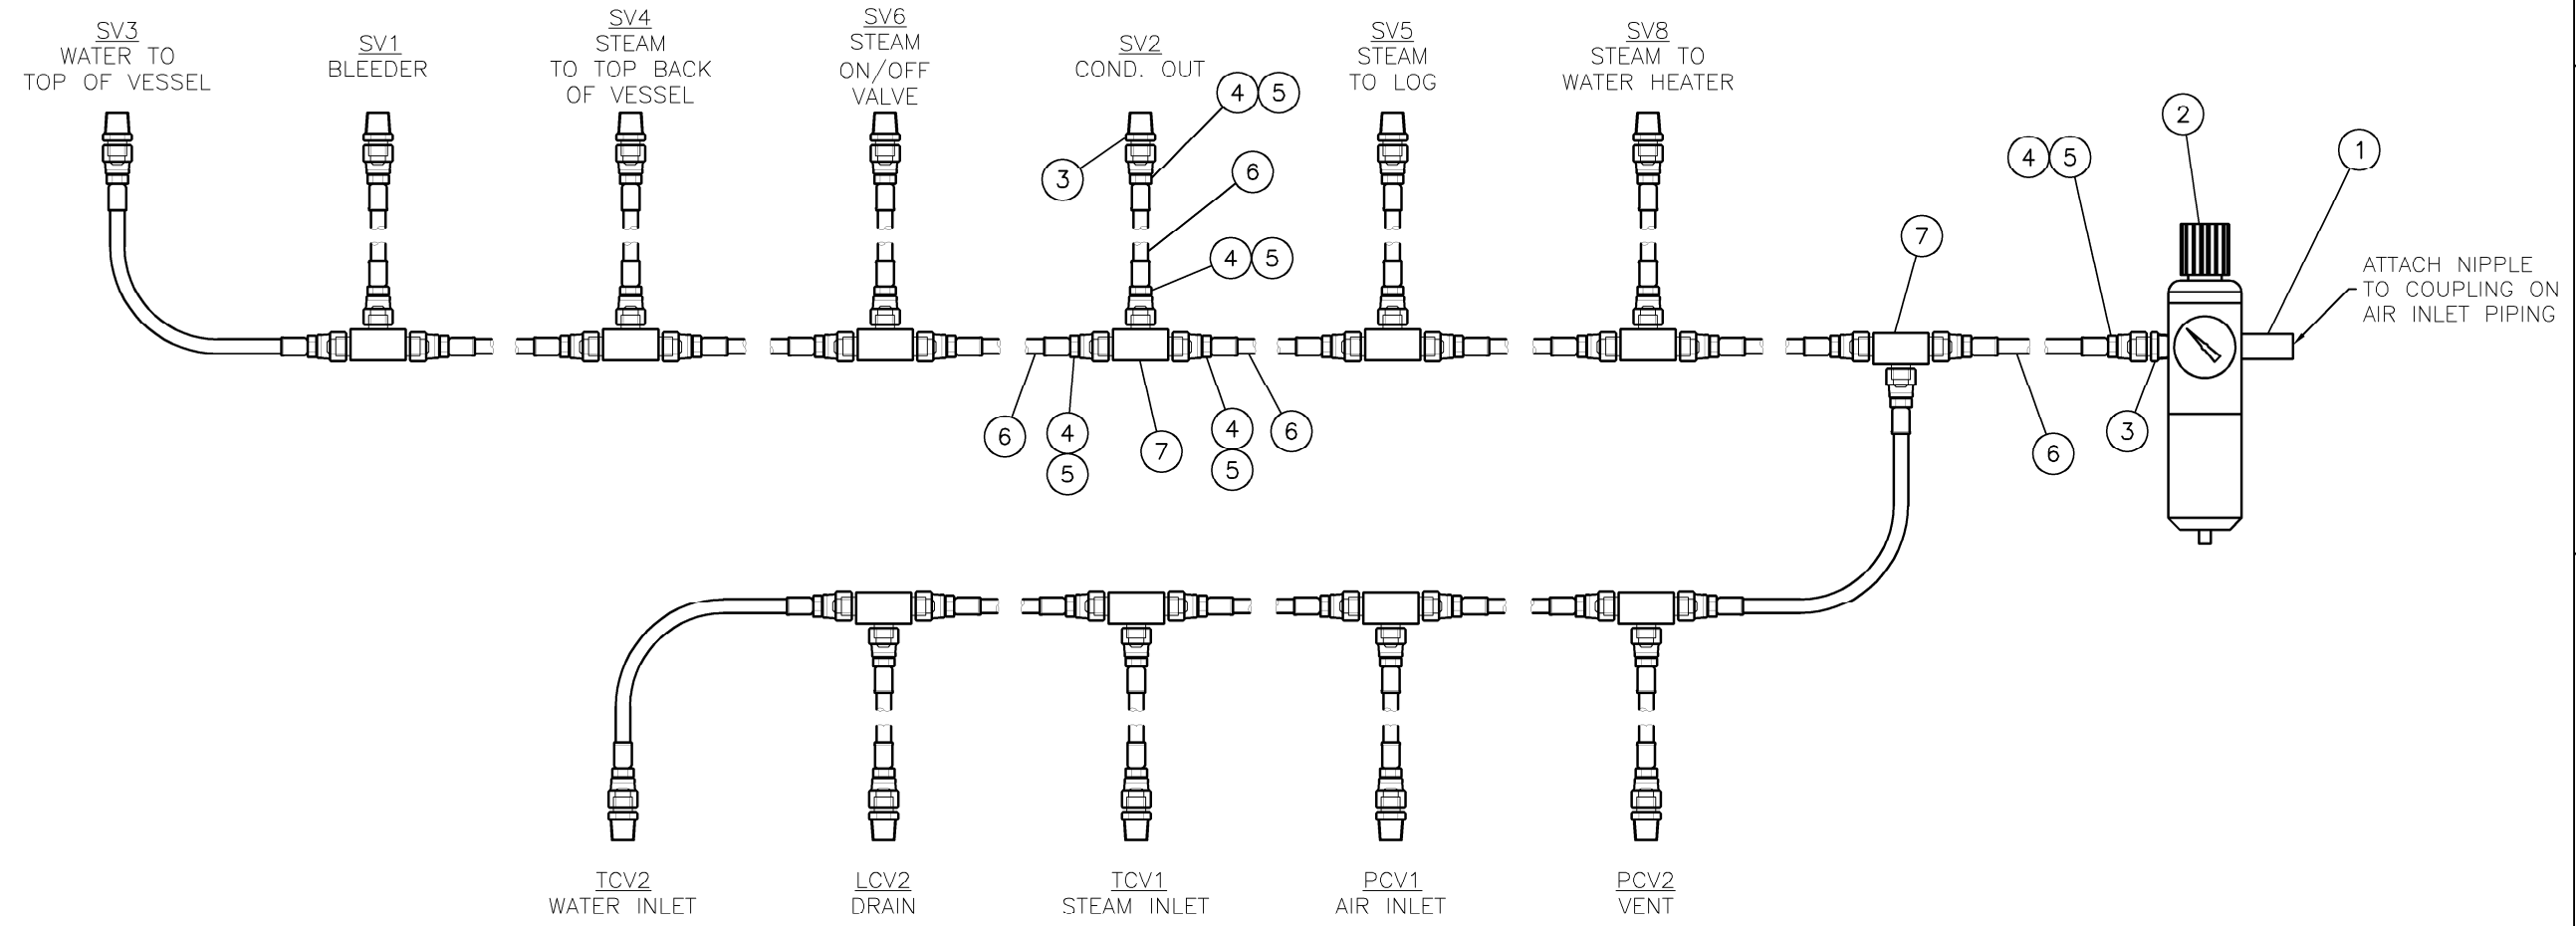 SV3
WATER TO
TOP OF VESSEL
SV1
BLEEDER
SV4
STEAM
TO TOP BACK
OF VESSEL
SV6
STEAM
ON/OFF
VALVE
SV2
COND. OUT
SV5
STEAM
TO LOG
SV8
STEAM TO
WATER HEATER
4 5
3
6
4 5
6
4
5
7
4
5
6
7
4 5
2
1
3
6
ATTACH NIPPLE
TO COUPLING ON
AIR INLET PIPING
TCV2
WATER INLET
LCV2
DRAIN
TCV1
STEAM INLET
PCV1
AIR INLET
PCV2
VENT